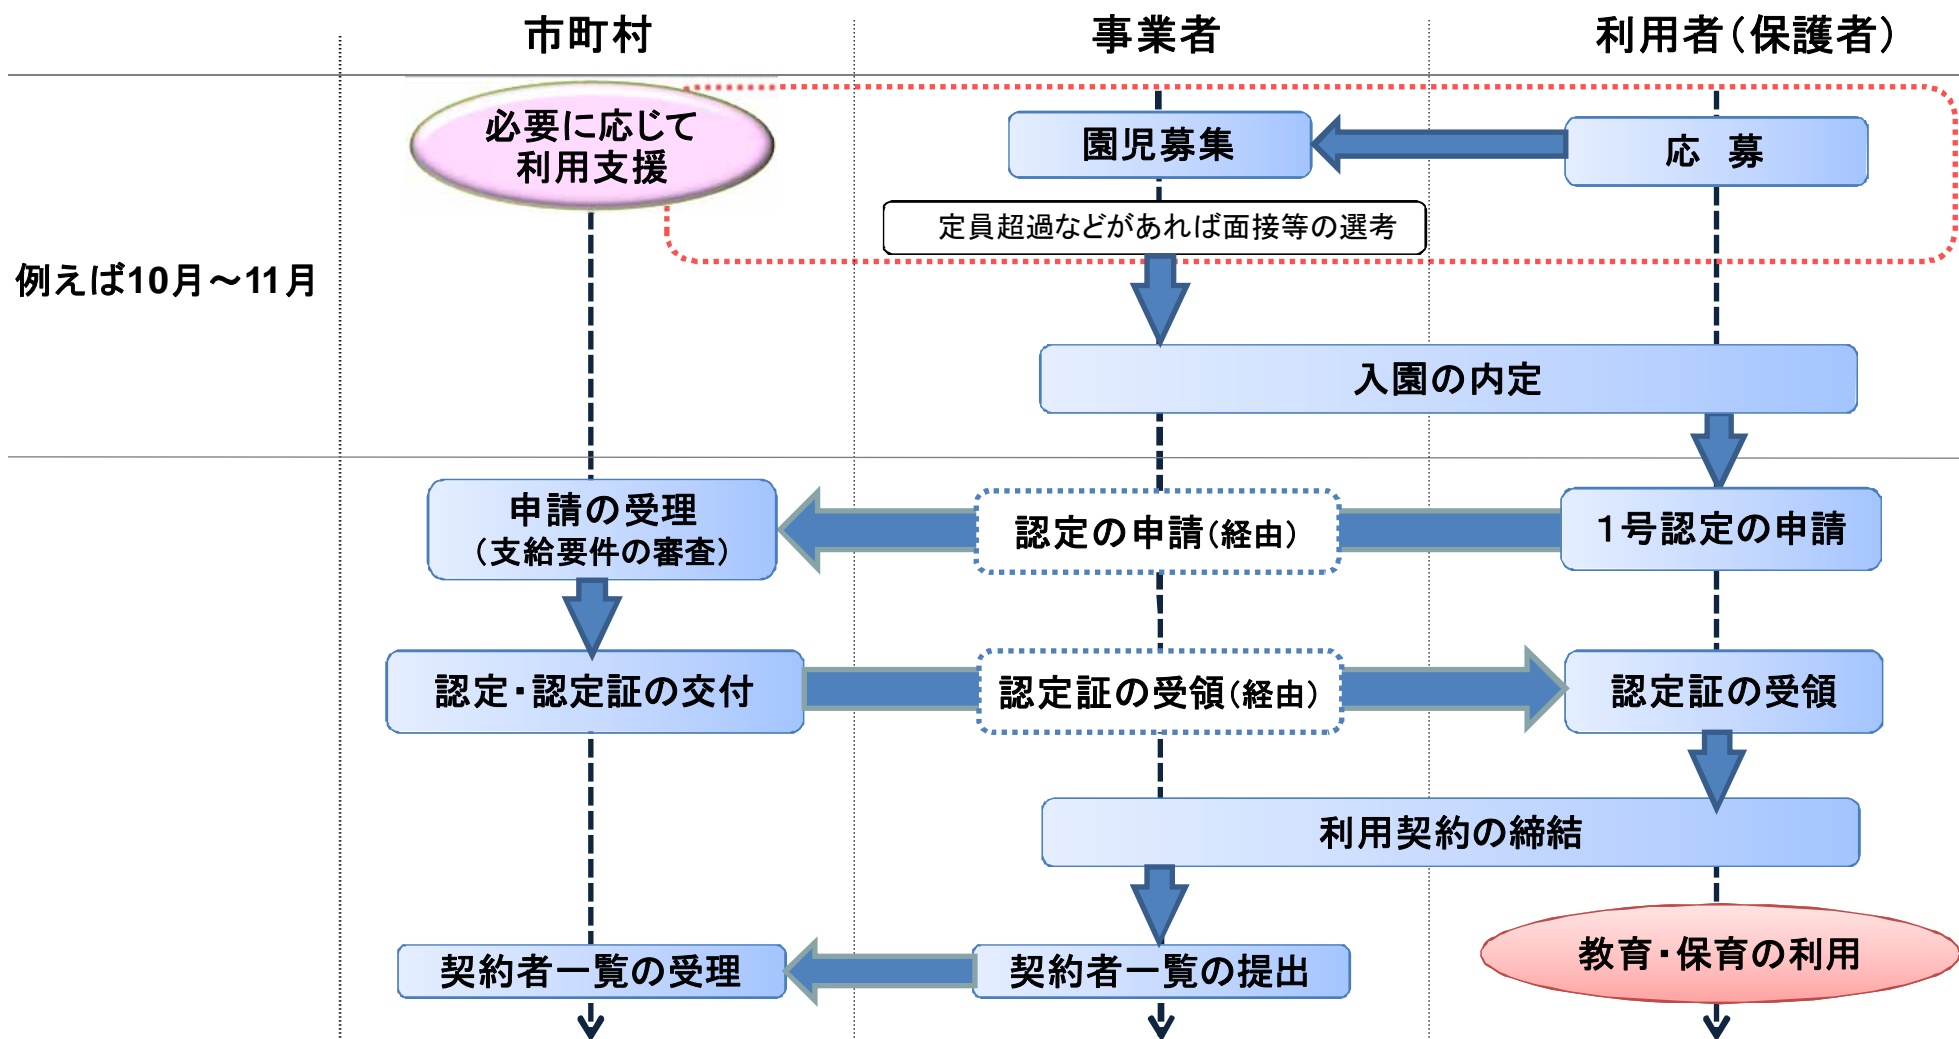 市町村
事業者
利用者（保護者）
例えば10月～11月
必要に応じて
利用支援
園児募集
応　募
定員超過などがあれば面接等の選考
入園の内定
申請の受理
（支給要件の審査）
認定の申請（経由）
１号認定の申請
認定・認定証の交付
認定証の受領（経由）
認定証の受領
利用契約の締結
契約者一覧の受理
契約者一覧の提出
教育・保育の利用